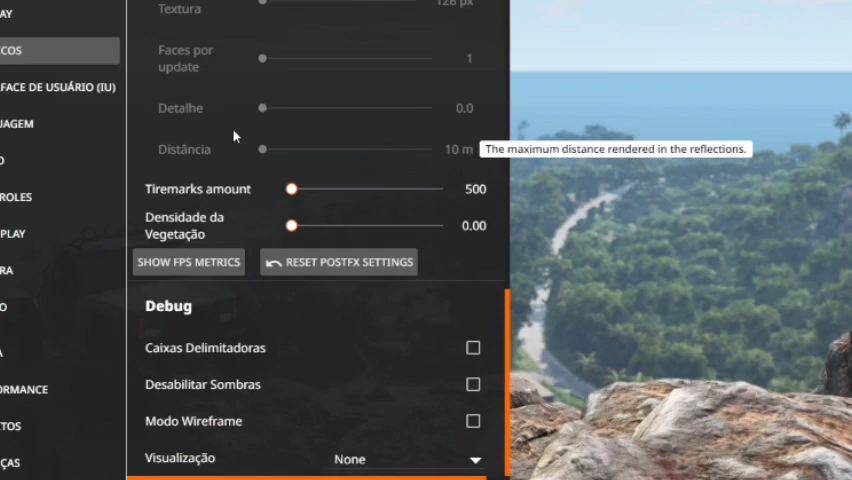 AY
COS
FACE DE USUÁRIO (IU)
UAGEM
O
ROLES
PLAY
RA
O
A
ORMANCE
TOS
ÇAS
Textura
128 px
Faces por
update
1
Detalhe
0.0
Distância
10 m
The maximum distance rendered in the reflections.
Tiremarks amount
500
Densidade da
Vegetação
0.00
SHOW FPS METRICS
RESET POSTFX SETTINGS
Debug
Caixas Delimitadoras
Desabilitar Sombras
Modo Wireframe
Visualização
None